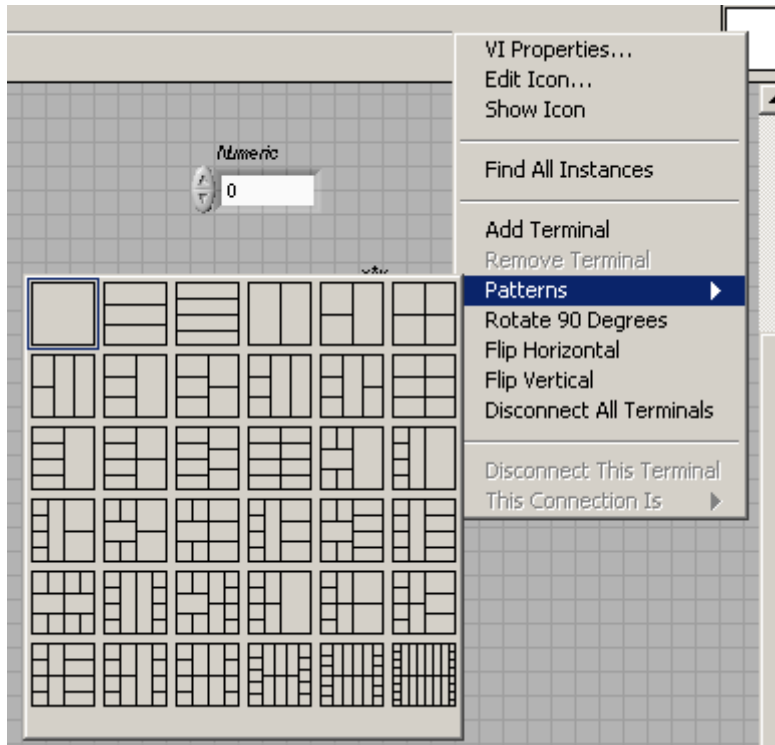 VI Properties...
Edit Icon...
Show Icon
Find All Instances
Numeric
0
Add Terminal
Remove Terminal
Patterns
Rotate 90 Degrees
Flip Horizontal
Flip Vertical
Disconnect All Terminals
Disconnect This Terminal
This Connection Is